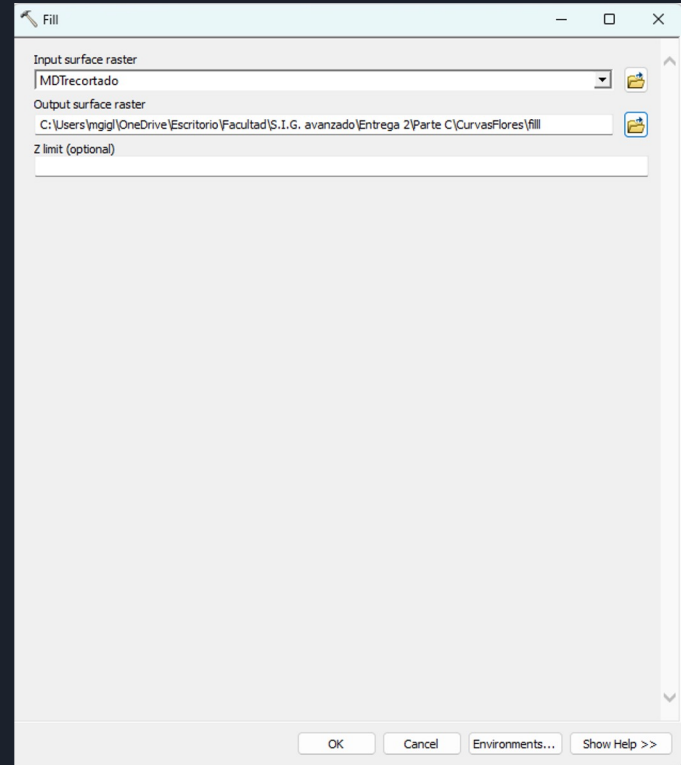 Fill
Input surface raster
MDTrecortado
Output surface raster
C:\Users\mgigl\OneDrive\Escritorio\Facultad\S.I.G. avanzado\Entrega 2\Parte C\CurvasFlores\filll
Z limit (optional)
OK Cancel Environments... Show Help >>